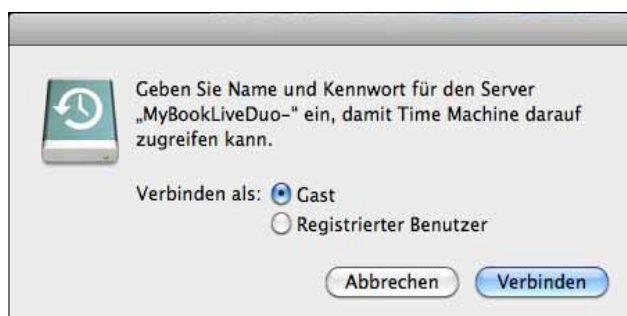 Geben Sie Name und Kennwort für den Server
„MyBookLiveDuo-“ ein, damit Time Machine darauf
zugreifen kann.
Verbinden als: Gast
Registrierter Benutzer
Abbrechen Verbinden